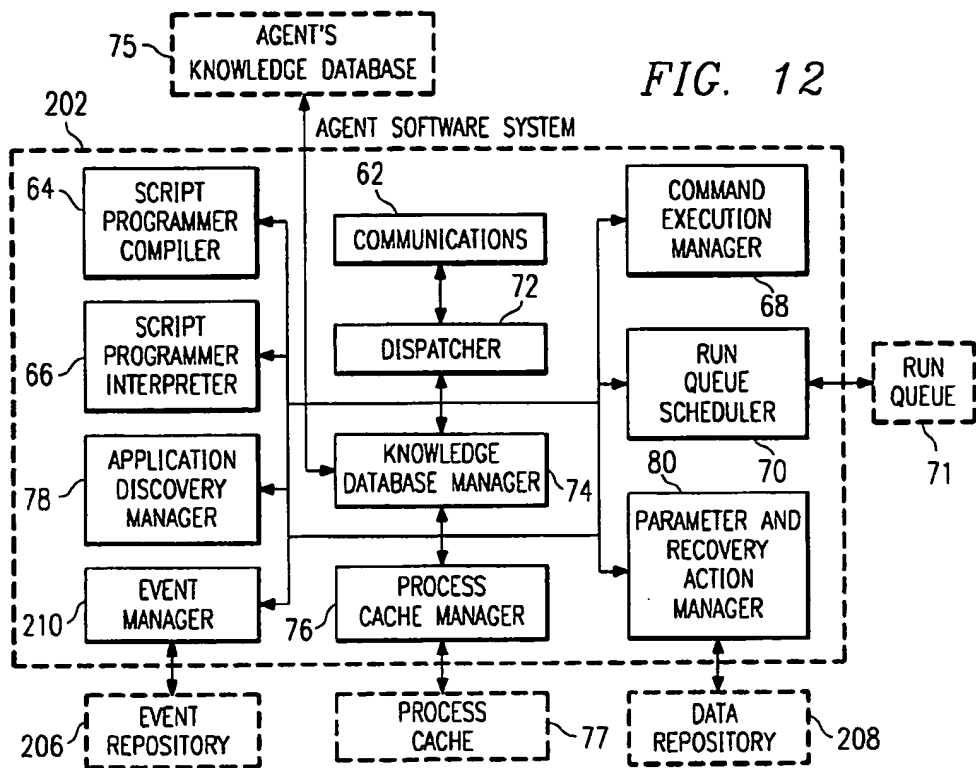 75
AGENT'S
KNOWLEDGE DATABASE
FIG. 12
202
AGENT SOFTWARE SYSTEM
64
SCRIPT
PROGRAMMER
COMPILER
62
COMMUNICATIONS
COMMAND
EXECUTION
MANAGER
68
72
DISPATCHER
66
SCRIPT
PROGRAMMER
INTERPRETER
RUN
QUEUE
SCHEDULER
70
RUN
QUEUE
71
78
APPLICATION
DISCOVERY
MANAGER
KNOWLEDGE
DATABASE MANAGER
74
80
PARAMETER AND
RECOVERY
ACTION
MANAGER
210
EVENT
MANAGER
76
PROCESS
CACHE MANAGER
206
EVENT
REPOSITORY
PROCESS
CACHE
77
DATA
REPOSITORY
208